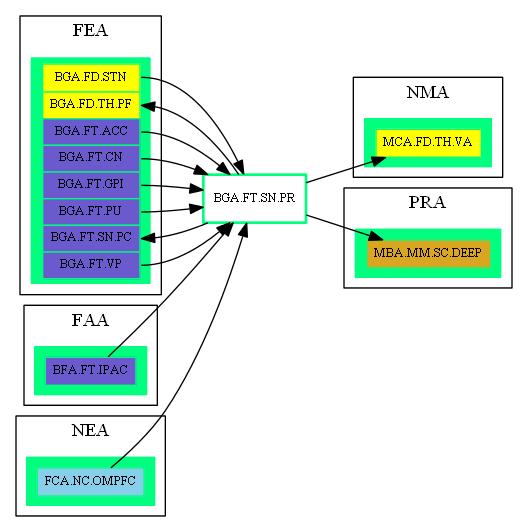 FEA
BGA.FD.STN
BGA.FD.TH.PF
BGA.FT.ACC
BGA.FT.CN
BGA.FT.GPI
BGA.FT.PU
BGA.FT.SN.PC
BGA.FT.VP
FAA
BFA.FT.IPAC
NEA
FCA.NC.OMPFC
BGA.FT.SN.PR
NMA
MCA.FD.TH.VA
PRA
MBA.MM.SC.DEEP